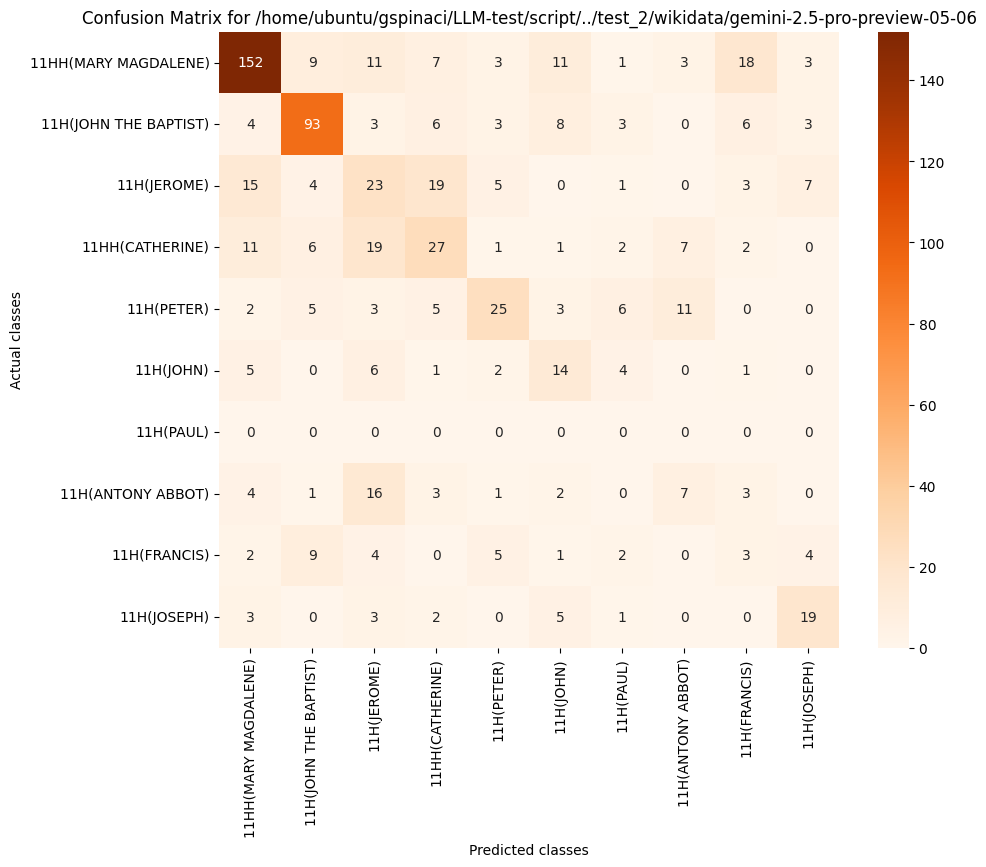 Confusion Matrix for /home/ubuntu/gspinaci/LLM-test/script/../test_2/wikidata/gemini-2.5-pro-preview-05-06
Actual classes
11HH(MARY MAGDALENE) 152 9 11 7 3 11 1 3 18 3
11H(JOHN THE BAPTIST) 4 93 3 6 3 8 3 0 6 3
11H(JEROME) 15 4 23 19 5 0 1 0 3 7
11HH(CATHERINE) 11 6 19 27 1 1 2 7 2 0
11H(PETER) 2 5 3 5 25 3 6 11 0 0
11H(JOHN) 5 0 6 1 2 14 4 0 1 0
11H(PAUL) 0 0 0 0 0 0 0 0 0 0
11H(ANTONY ABBOT) 4 1 16 3 1 2 0 7 3 0
11H(FRANCIS) 2 9 4 0 5 1 2 0 3 4
11H(JOSEPH) 3 0 3 2 0 5 1 0 0 19
11HH(MARY MAGDALENE)
11H(JOHN THE BAPTIST)
11H(JEROME)
11HH(CATHERINE)
11H(PETER)
11H(JOHN)
11H(PAUL)
11H(ANTONY ABBOT)
11H(FRANCIS)
11H(JOSEPH)
Predicted classes
140
120
100
80
60
40
20
0